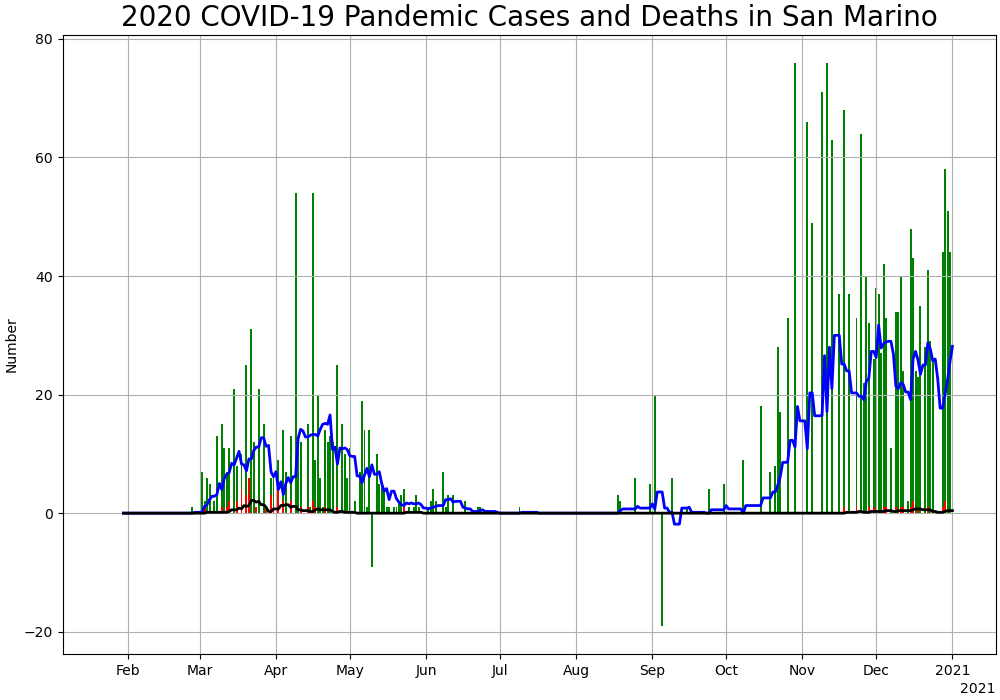 2020 COVID-19 Pandemic Cases and Deaths in San Marino
Number
80
60
40
20
0
−20
Feb Mar Apr May Jun Jul Aug Sep Oct Nov Dec 2021
2021